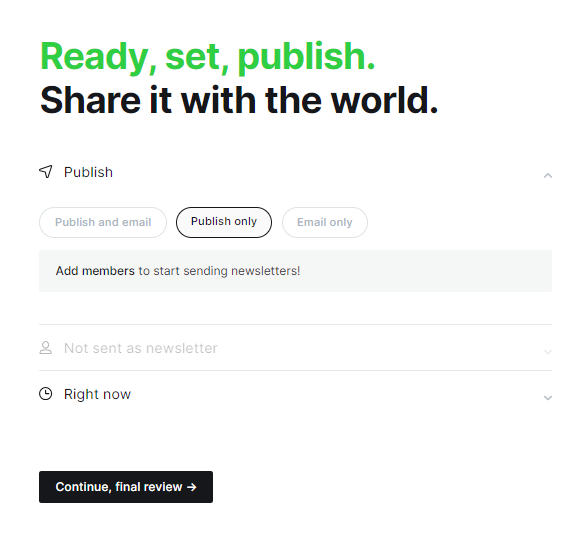 Ready, set, publish.
Share it with the world.
Publish
Publish and email
Publish only
Email only
Add members to start sending newsletters!
Not sent as newsletter
Right now
Continue, final review →